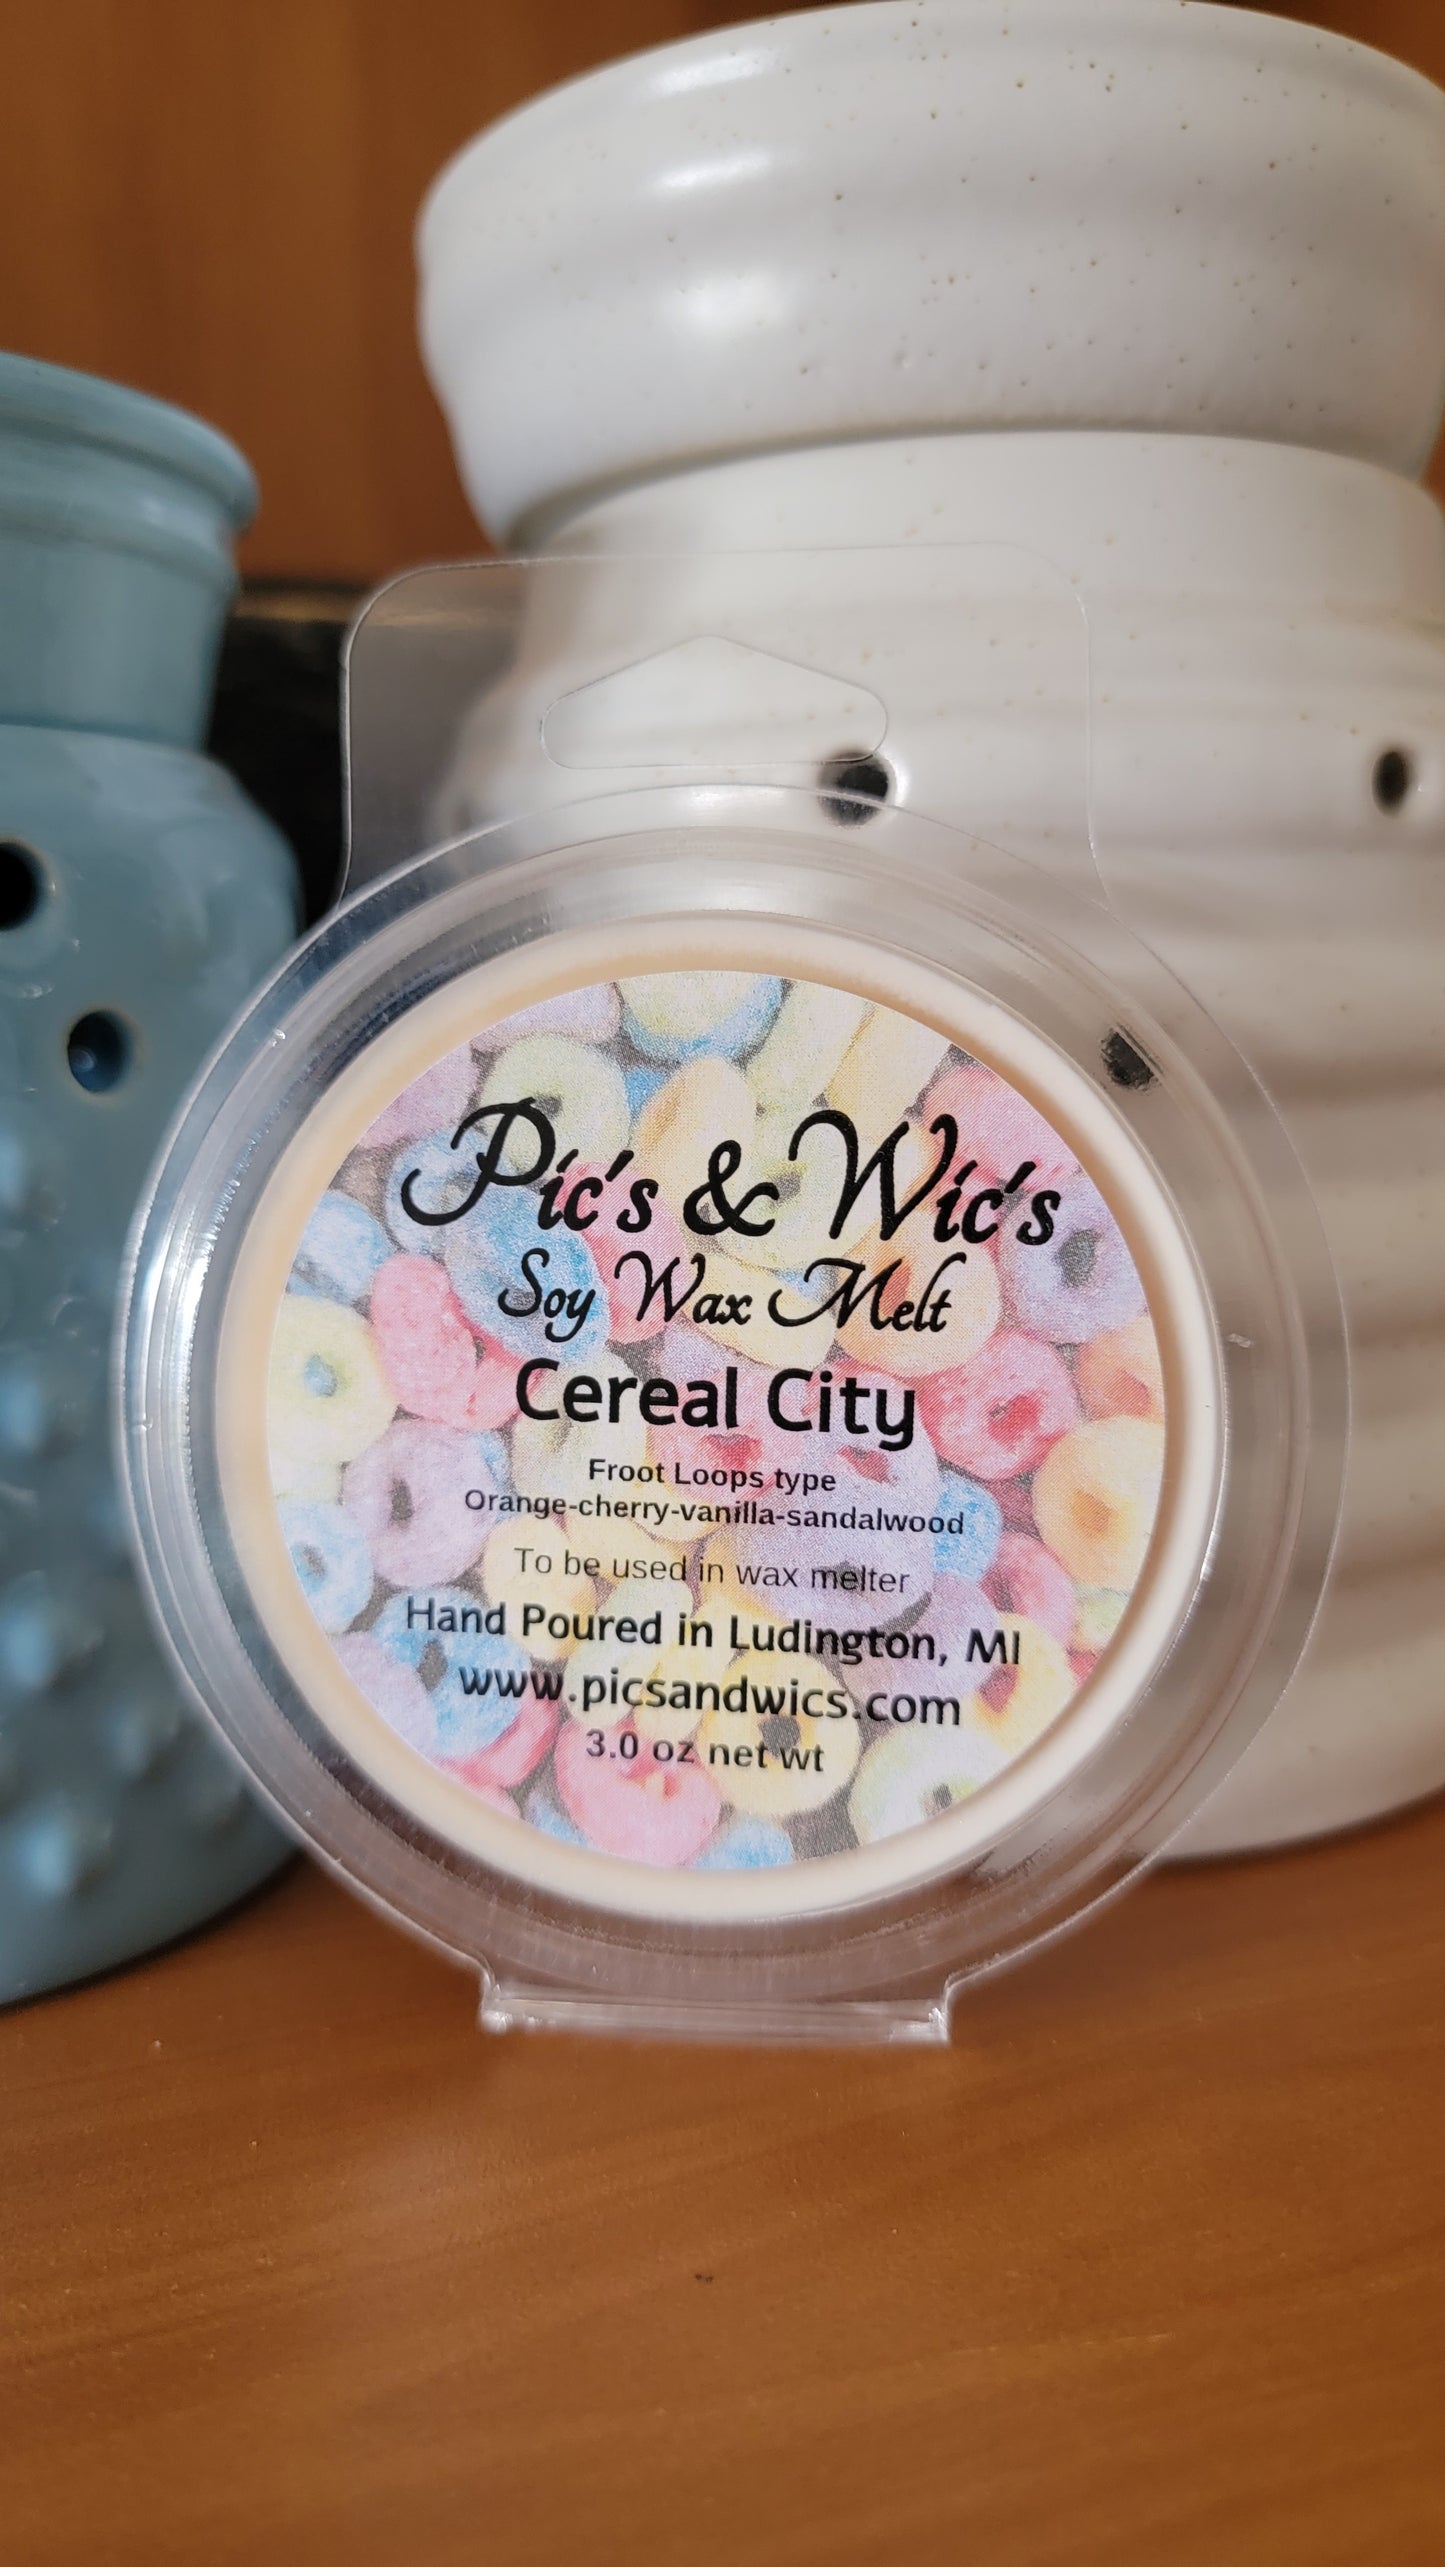 Pic's & Wic's
Soy Wax Melt
Cereal City
Froot Loops type
Orange-cherry-vanilla-sandalwood
To be used in wax melter
Hand Poured in Ludington, MI
www.picsandwics.com
3.0 oz net wt